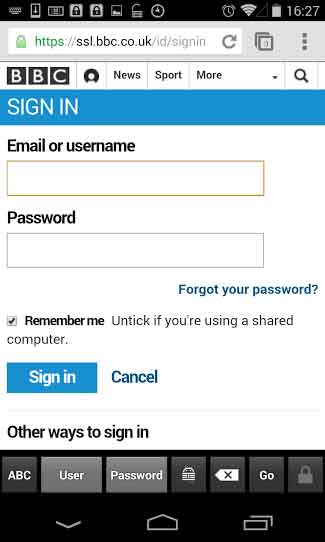 16:27
https://ssl.bbc.co.uk/id/signin
BBC News Sport More
SIGN IN
Email or username
Password
Forgot your password?
Remember me Untick if you're using a shared
computer.
Sign in Cancel
Other ways to sign in
ABC User Password Go